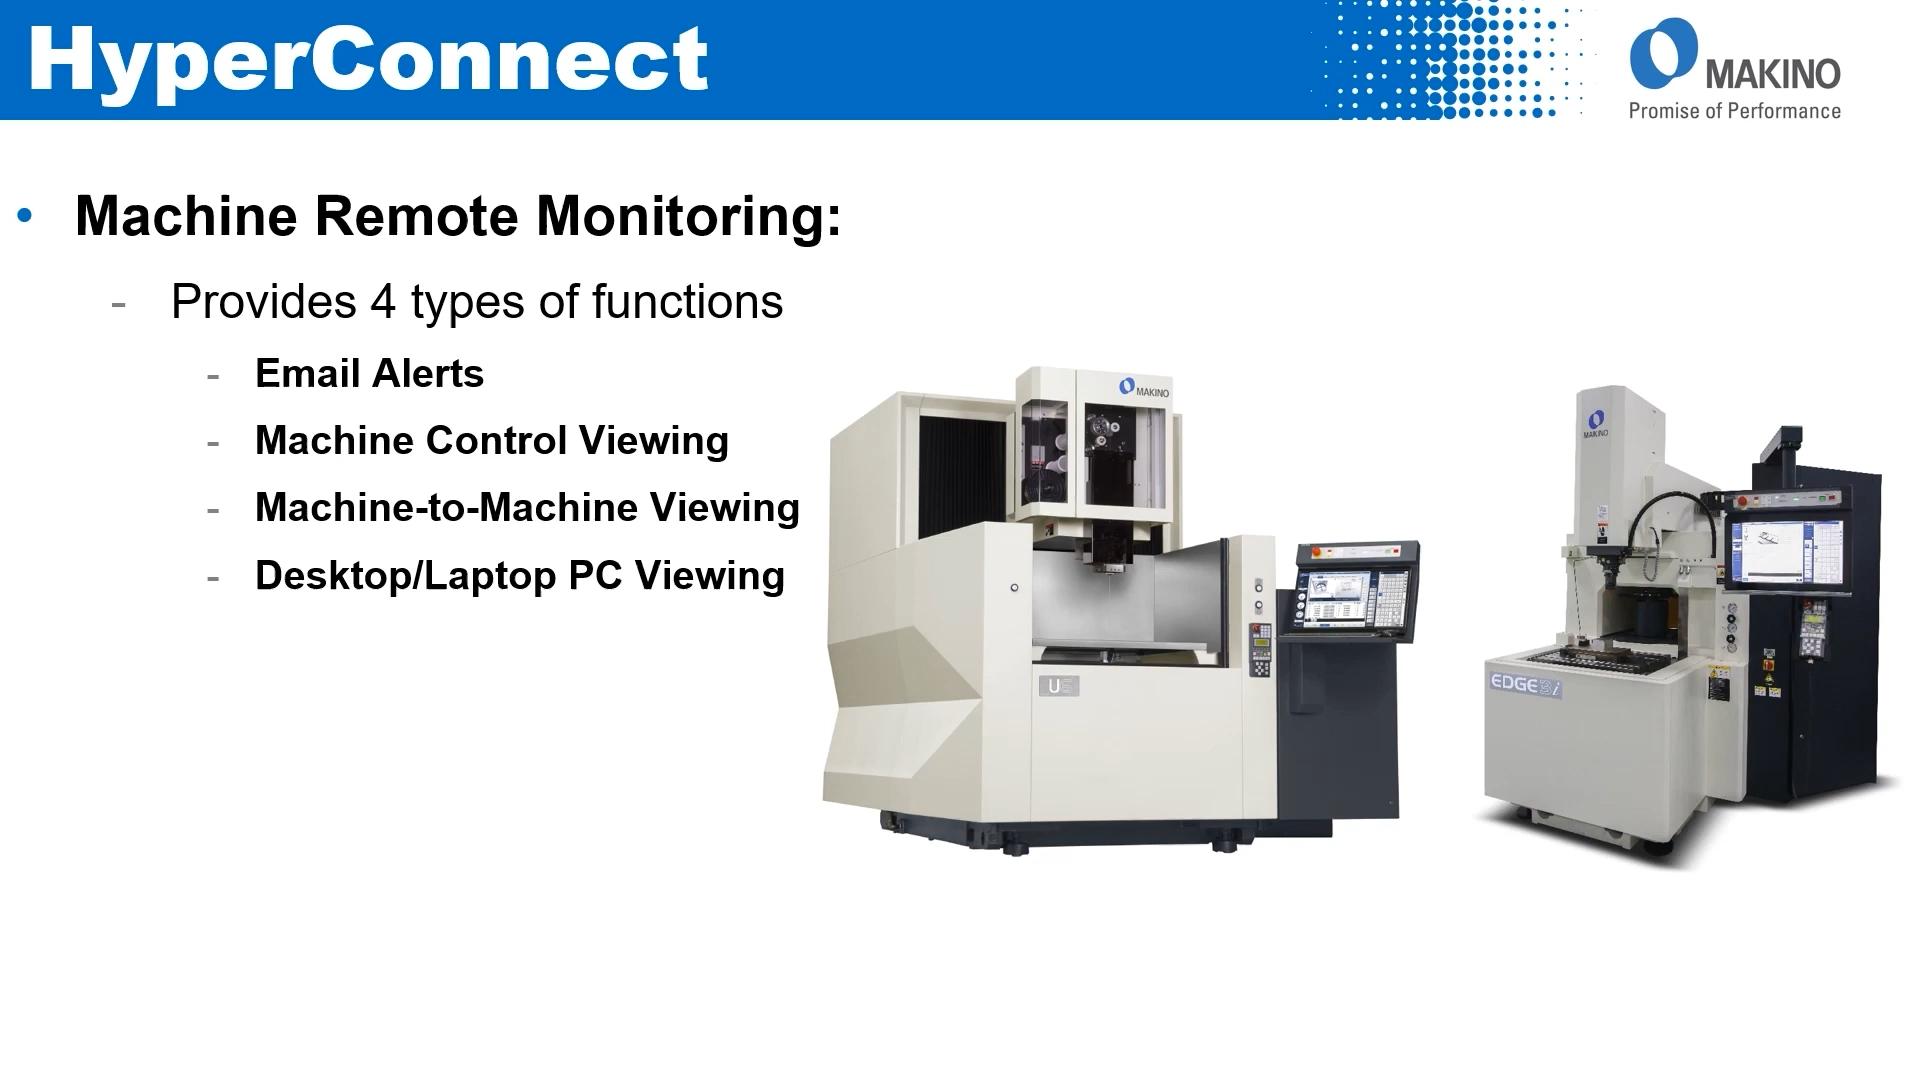 HyperConnect
MAKINO
Promise of Performance
• Machine Remote Monitoring:
- Provides 4 types of functions
- Email Alerts
- Machine Control Viewing
- Machine-to-Machine Viewing
- Desktop/Laptop PC Viewing
MAKINO
MAKINO
U6
EDGE3i